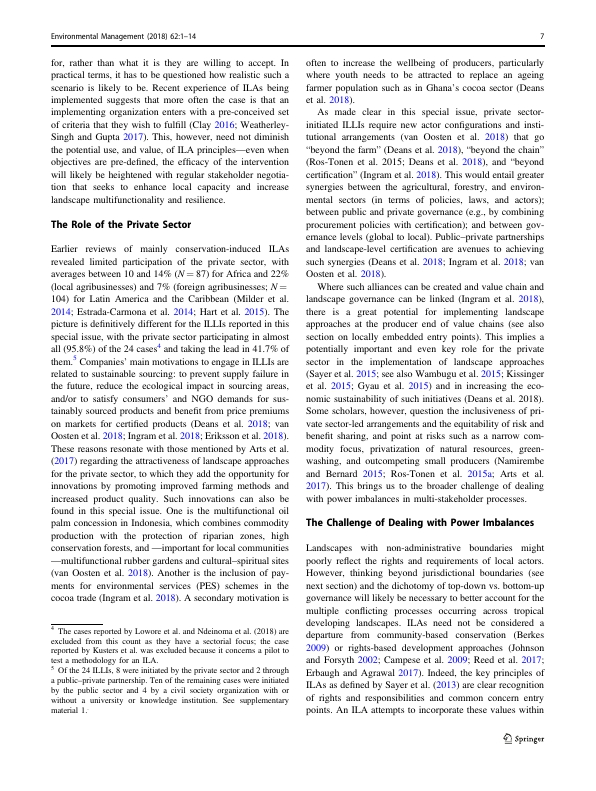 Environmental Management (2018) 62:1–14
7
for, rather than what it is they are willing to accept. In
practical terms, it has to be questioned how realistic such a
scenario is likely to be. Recent experience of ILAs being
implemented suggests that more often the case is that an
implementing organization enters with a pre-conceived set
of criteria that they wish to fulfill (Clay 2016; Weatherley-
Singh and Gupta 2017). This, however, need not diminish
the potential use, and value, of ILA principles—even when
objectives are pre-defined, the efficacy of the intervention
will likely be heightened with regular stakeholder negotia-
tion that seeks to enhance local capacity and increase
landscape multifunctionality and resilience.
The Role of the Private Sector
Earlier reviews of mainly conservation-induced ILAs
revealed limited participation of the private sector, with
averages between 10 and 14% (N = 87) for Africa and 22%
(local agribusinesses) and 7% (foreign agribusinesses; N =
104) for Latin America and the Caribbean (Milder et al.
2014; Estrada-Carmona et al. 2014; Hart et al. 2015). The
picture is definitively different for the ILLIs reported in this
special issue, with the private sector participating in almost
all (95.8%) of the 24 cases4 and taking the lead in 41.7% of
them.5 Companies' main motivations to engage in ILLIs are
related to sustainable sourcing: to prevent supply failure in
the future, reduce the ecological impact in sourcing areas,
and/or to satisfy consumers' and NGO demands for sus-
tainably sourced products and benefit from price premiums
on markets for certified products (Deans et al. 2018; van
Oosten et al. 2018; Ingram et al. 2018; Eriksson et al. 2018).
These reasons resonate with those mentioned by Arts et al.
(2017) regarding the attractiveness of landscape approaches
for the private sector, to which they add the opportunity for
innovations by promoting improved farming methods and
increased product quality. Such innovations can also be
found in this special issue. One is the multifunctional oil
palm concession in Indonesia, which combines commodity
production with the protection of riparian zones, high
conservation forests, and —important for local communities
—multifunctional rubber gardens and cultural–spiritual sites
(van Oosten et al. 2018). Another is the inclusion of pay-
ments for environmental services (PES) schemes in the
cocoa trade (Ingram et al. 2018). A secondary motivation is
4 The cases reported by Lowore et al. and Ndeinoma et al. (2018) are
excluded from this count as they have a sectorial focus; the case
reported by Kusters et al. was excluded because it concerns a pilot to
test a methodology for an ILA.
5 Of the 24 ILLIs, 8 were initiated by the private sector and 2 through
a public–private partnership. Ten of the remaining cases were initiated
by the public sector and 4 by a civil society organization with or
without a university or knowledge institution. See supplementary
material 1.
often to increase the wellbeing of producers, particularly
where youth needs to be attracted to replace an ageing
farmer population such as in Ghana's cocoa sector (Deans
et al. 2018).
As made clear in this special issue, private sector-
initiated ILLIs require new actor configurations and insti-
tutional arrangements (van Oosten et al. 2018) that go
“beyond the farm” (Deans et al. 2018), “beyond the chain”
(Ros-Tonen et al. 2015; Deans et al. 2018), and “beyond
certification” (Ingram et al. 2018). This would entail greater
synergies between the agricultural, forestry, and environ-
mental sectors (in terms of policies, laws, and actors);
between public and private governance (e.g., by combining
procurement policies with certification); and between gov-
ernance levels (global to local). Public–private partnerships
and landscape-level certification are avenues to achieving
such synergies (Deans et al. 2018; Ingram et al. 2018; van
Oosten et al. 2018).
Where such alliances can be created and value chain and
landscape governance can be linked (Ingram et al. 2018),
there is a great potential for implementing landscape
approaches at the producer end of value chains (see also
section on locally embedded entry points). This implies a
potentially important and even key role for the private
sector in the implementation of landscape approaches
(Sayer et al. 2015; see also Wambugu et al. 2015; Kissinger
et al. 2015; Gyau et al. 2015) and in increasing the eco-
nomic sustainability of such initiatives (Deans et al. 2018).
Some scholars, however, question the inclusiveness of pri-
vate sector-led arrangements and the equitability of risk and
benefit sharing, and point at risks such as a narrow com-
modity focus, privatization of natural resources, green-
washing, and outcompeting small producers (Namirembe
and Bernard 2015; Ros-Tonen et al. 2015a; Arts et al.
2017). This brings us to the broader challenge of dealing
with power imbalances in multi-stakeholder processes.
The Challenge of Dealing with Power Imbalances
Landscapes with non-administrative boundaries might
poorly reflect the rights and requirements of local actors.
However, thinking beyond jurisdictional boundaries (see
next section) and the dichotomy of top-down vs. bottom-up
governance will likely be necessary to better account for the
multiple conflicting processes occurring across tropical
developing landscapes. ILAs need not be considered a
departure from community-based conservation (Berkes
2009) or rights-based development approaches (Johnson
and Forsyth 2002; Campese et al. 2009; Reed et al. 2017;
Erbaugh and Agrawal 2017). Indeed, the key principles of
ILAs as defined by Sayer et al. (2013) are clear recognition
of rights and responsibilities and common concern entry
points. An ILA attempts to incorporate these values within
Springer